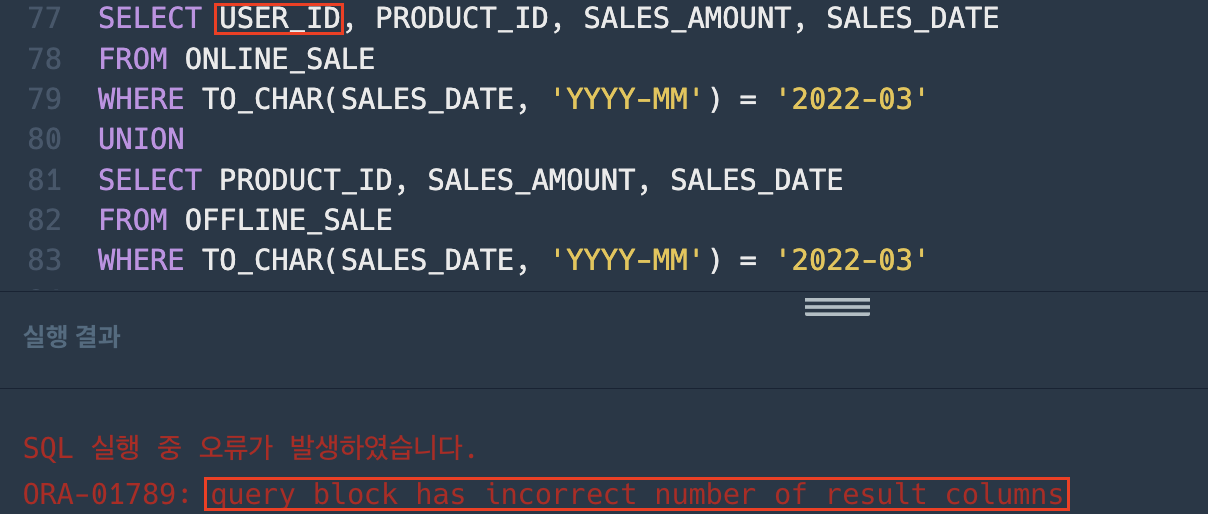 77 SELECT USER_ID, PRODUCT_ID, SALES_AMOUNT, SALES_DATE
78 FROM ONLINE_SALE
79 WHERE TO_CHAR(SALES_DATE, 'YYYY-MM') = '2022-03'
80 UNION
81 SELECT PRODUCT_ID, SALES_AMOUNT, SALES_DATE
82 FROM OFFLINE_SALE
83 WHERE TO_CHAR(SALES_DATE, 'YYYY-MM') = '2022-03'
실행 결과
SQL 실행 중 오류가 발생하였습니다.
ORA-01789: query block has incorrect number of result columns